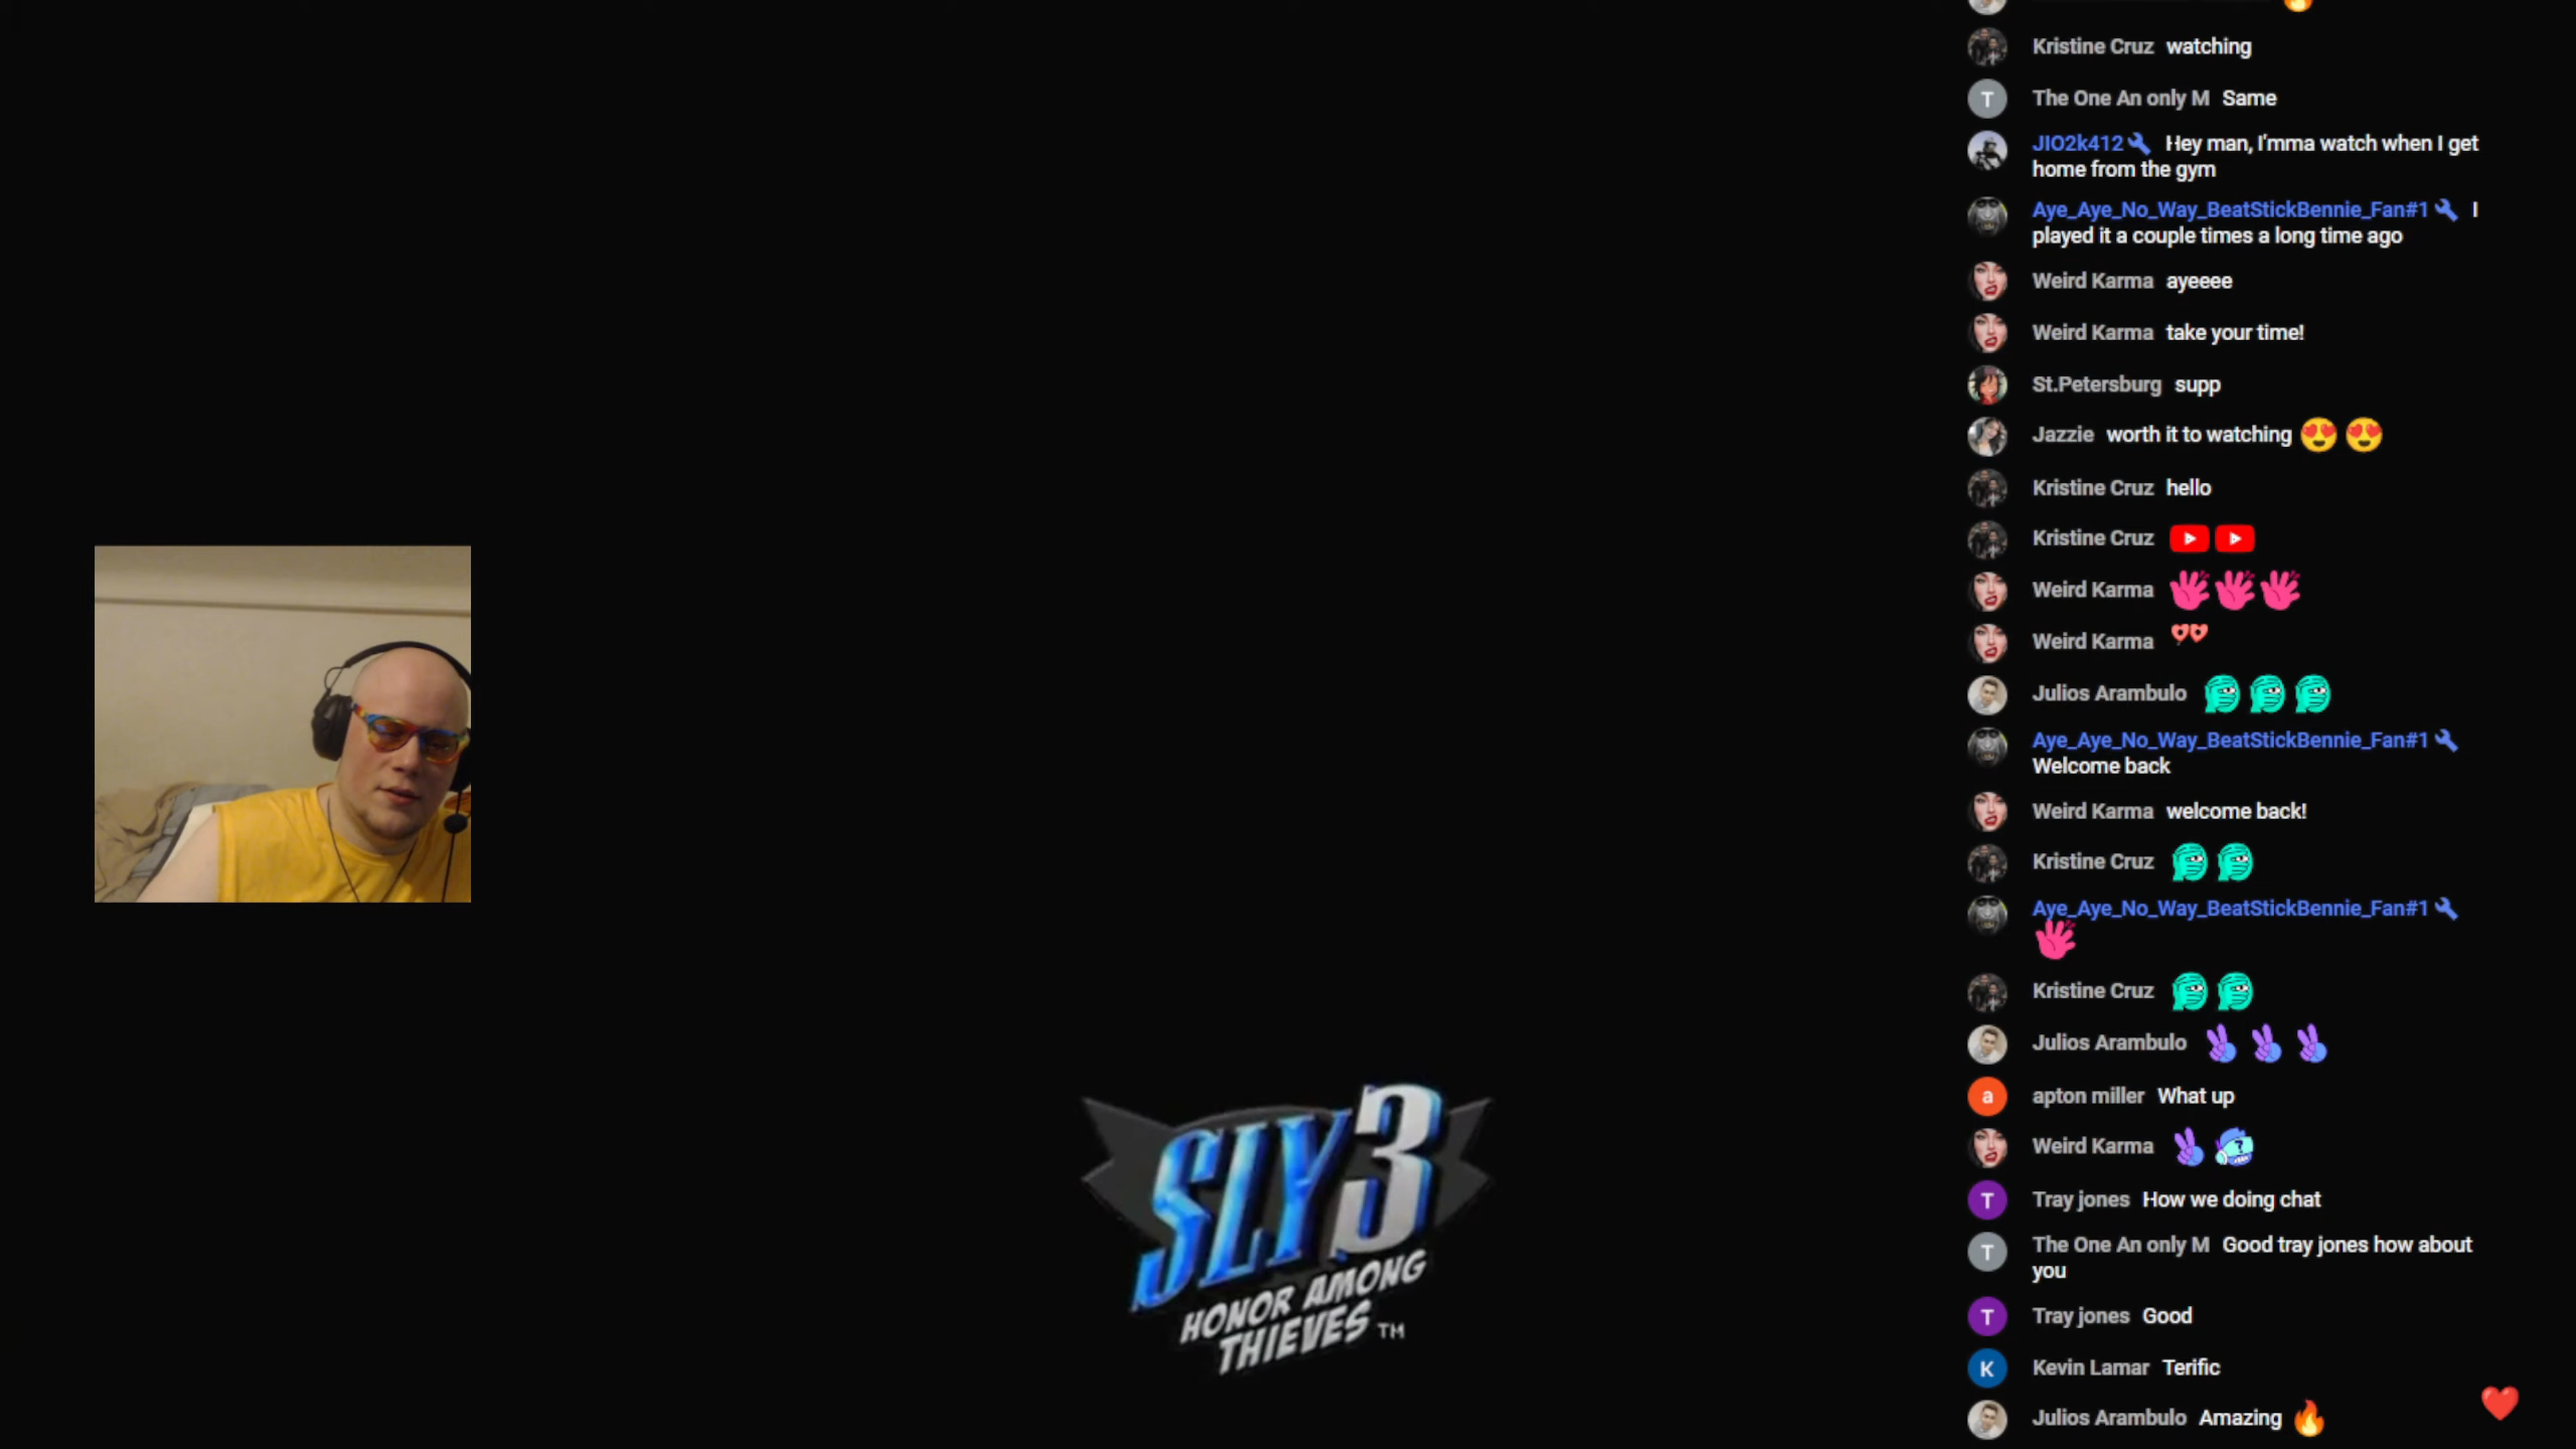 Kristine Cruz watching
T The One An only M Same
JIO2k412 Hey man, I'mma watch when I get
home from the gym
Aye_Aye_No_Way_BeatStickBennie_Fan#1 I
played it a couple times a long time ago
Weird Karma ayeeee
Weird Karma take your time!
St.Petersburg supp
Jazzie worth it to watching 😍 😍
Kristine Cruz hello
Kristine Cruz
Weird Karma
Weird Karma
Julios Arambulo
Aye_Aye_No_Way_BeatStickBennie_Fan#1
Welcome back
Weird Karma welcome back!
Kristine Cruz
Aye_Aye_No_Way_BeatStickBennie_Fan#1
Kristine Cruz
Julios Arambulo
a apton miller What up
Weird Karma
T Tray jones How we doing chat
T The One An only M Good tray jones how about
you
T Tray jones Good
K Kevin Lamar Terific
Julios Arambulo Amazing 🔥
SLY 3
HONOR AMONG
THIEVES TM